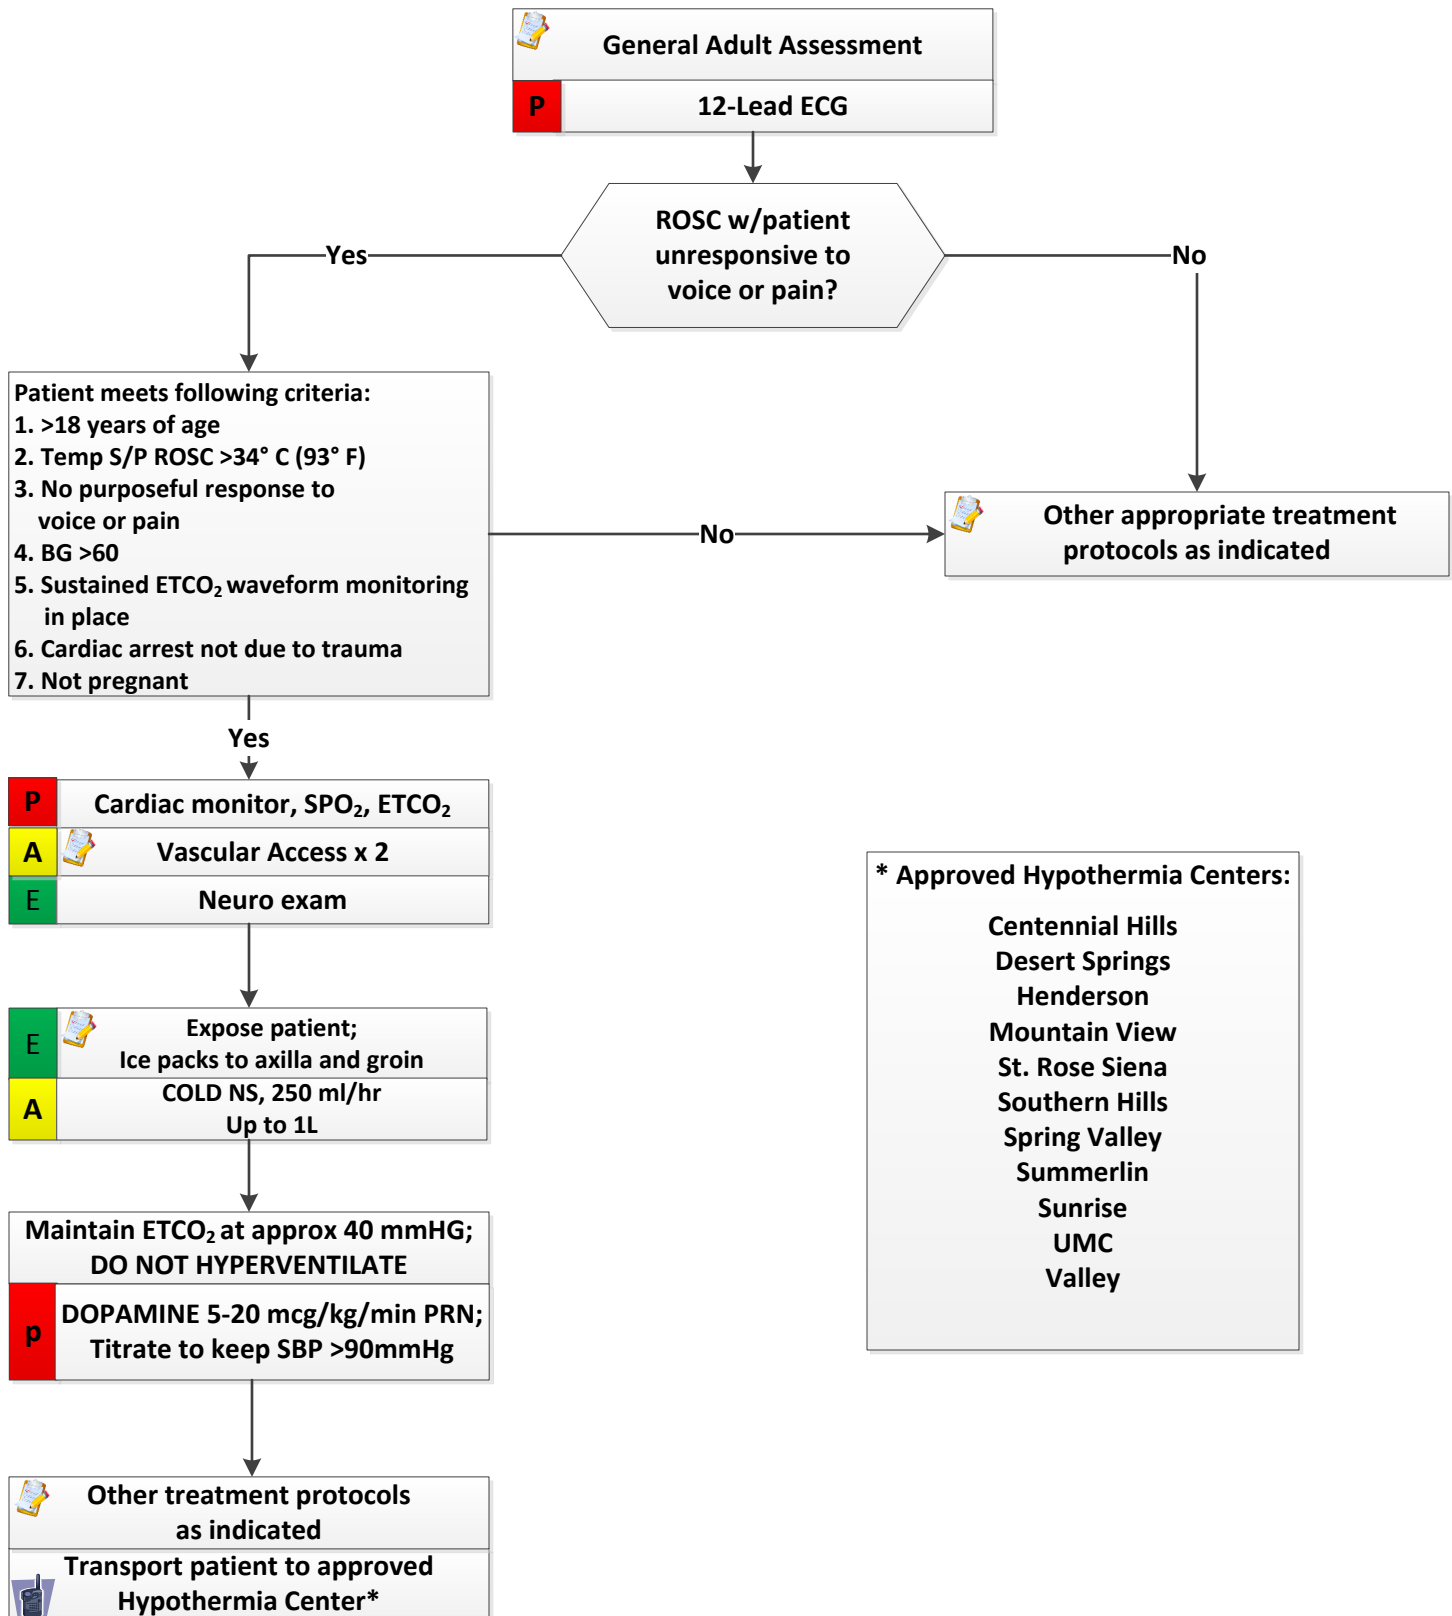 General Adult Assessment
P
12-Lead ECG
ROSC w/patient
unresponsive to
voice or pain?
Yes
No
Patient meets following criteria:
1. >18 years of age
2. Temp S/P ROSC >34° C (93° F)
3. No purposeful response to
voice or pain
4. BG >60
5. Sustained ETCO₂ waveform monitoring
in place
6. Cardiac arrest not due to trauma
7. Not pregnant
No
Other appropriate treatment
protocols as indicated
Yes
P
Cardiac monitor, SPO₂, ETCO₂
A
Vascular Access x 2
E
Neuro exam
E
Expose patient;
Ice packs to axilla and groin
A
COLD NS, 250 ml/hr
Up to 1L
Maintain ETCO₂ at approx 40 mmHG;
DO NOT HYPERVENTILATE
p
DOPAMINE 5-20 mcg/kg/min PRN;
Titrate to keep SBP >90mmHg
Other treatment protocols
as indicated
Transport patient to approved
Hypothermia Center*
* Approved Hypothermia Centers:
Centennial Hills
Desert Springs
Henderson
Mountain View
St. Rose Siena
Southern Hills
Spring Valley
Summerlin
Sunrise
UMC
Valley